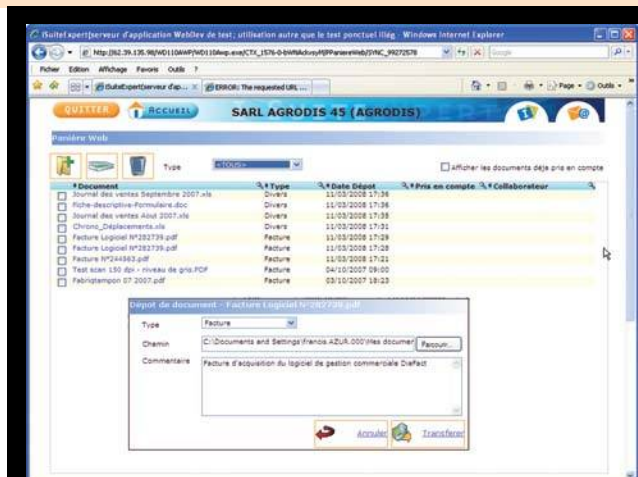 iSuiteExpert(serveur d'application WebDev de test; utilisation autre que le test ponctuel illég - Windows Internet Explorer
Fichier Edition Affichage Favoris Outils ?
iSuiteExpert(serveur d'ap... ERROR: The requested URL ... Page Outils
QUITTER ACCUEIL SARL AGRODIS 45 (AGRODIS)
Panière Web
Type <TOUS> Afficher les documents déjà pris en compte
Document Type Date Dépot Pris en compte Collaborateur
Journal des ventes Septembre 2007.xls Divers 11/03/2008 17:36
Fiche-descriptive-Formulaire.doc Divers 11/03/2008 17:36
Journal des ventes Aout 2007.xls Divers 11/03/2008 17:35
Chrono_Déplacements.xls Divers 11/03/2008 17:31
Facture Logiciel N°282739.pdf Facture 11/03/2008 17:29
Facture Logiciel N°282739.pdf Facture 11/03/2008 17:28
Facture N°244563.pdf Facture 11/03/2008 17:21
Test scan 150 dpi - niveau de gris.PDF Facture 04/10/2007 09:00
Fabriqtampon 07 2007.pdf Facture 03/10/2007 18:23
Dépot de document - Facture Logiciel N°282739.pdf
Type Facture
Chemin C:\Documents and Settings\francis.AZUR.000\Mes documer Parcourir...
Commentaire Facture d'acquisition du logiciel de gestion commerciale DiaFact
Annuler Transferer